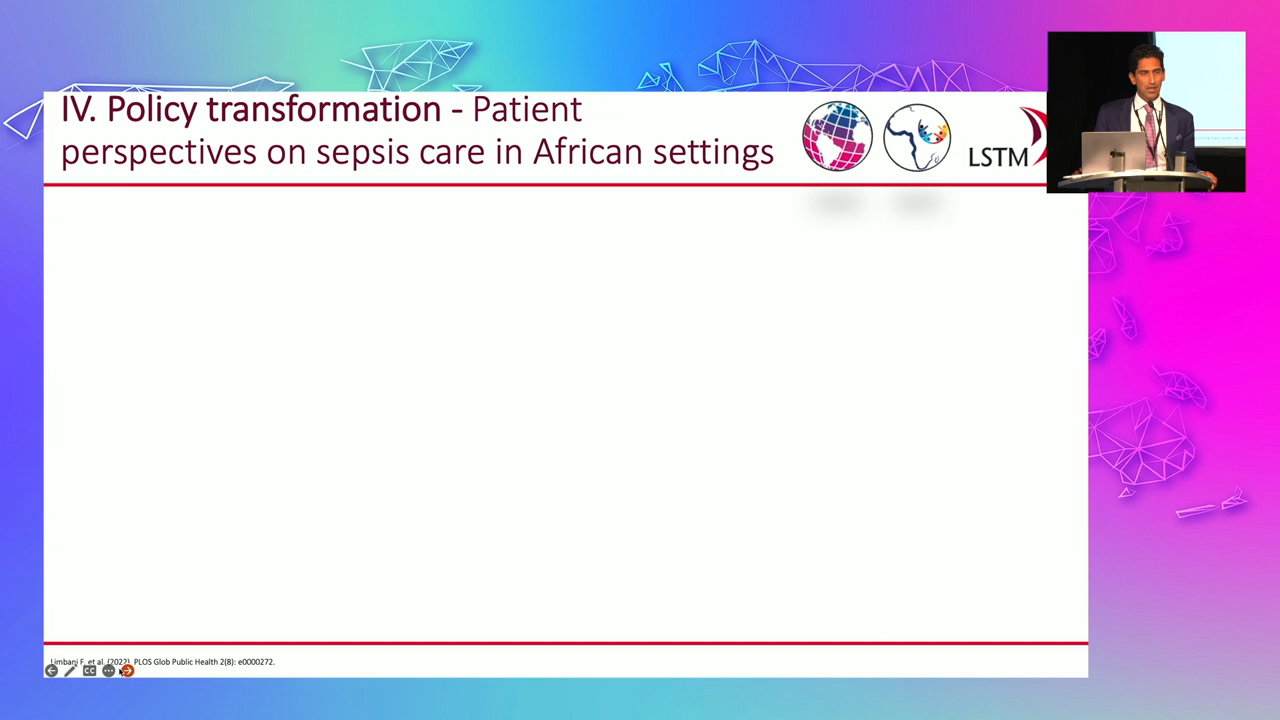 IV. Policy transformation - Patient
perspectives on sepsis care in African settings
LSTM
Limbani F, et al. (2022). PLOS Glob Public Health 2(8): e0000272.
CC